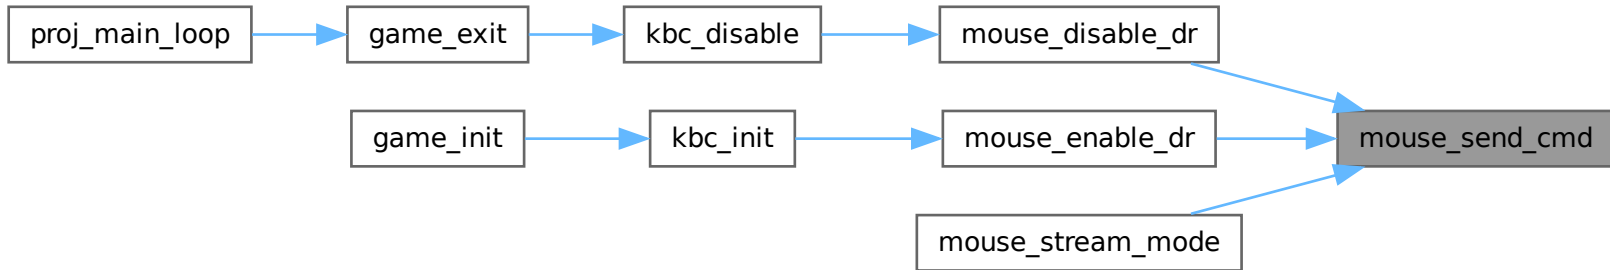 proj_main_loop
game_exit
kbc_disable
mouse_disable_dr
game_init
kbc_init
mouse_enable_dr
mouse_send_cmd
mouse_stream_mode